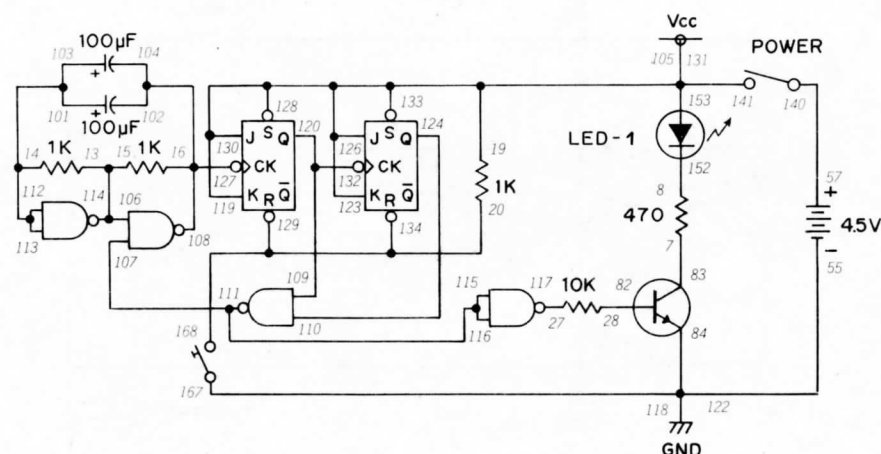 Vcc
105 131
POWER
103 100µF 104
+
101 102
100µF
128
133
153
141 140
14 1K 13 15 1K 16
J S Q 120
130
127 CK
119 K R Q̅
129
J S Q 124
126
132 CK
123 K R Q̅
134
19
1K
20
LED-1
152
8
470
7
57
+
4.5V
-
55
112 114 106
113 107 108
111 109
110
115 117 10K 82 83
116 27 28 84
168
167
118 122
GND